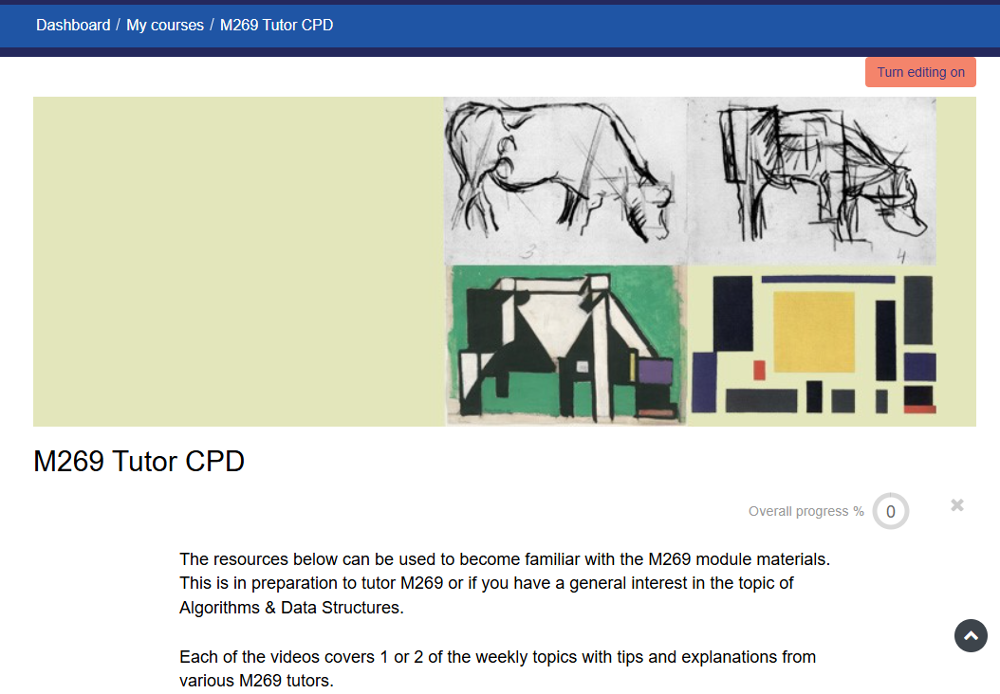 Dashboard / My courses / M269 Tutor CPD
Turn editing on
3
4
M269 Tutor CPD
Overall progress % 0
The resources below can be used to become familiar with the M269 module materials.
This is in preparation to tutor M269 or if you have a general interest in the topic of
Algorithms & Data Structures.
Each of the videos covers 1 or 2 of the weekly topics with tips and explanations from
various M269 tutors.